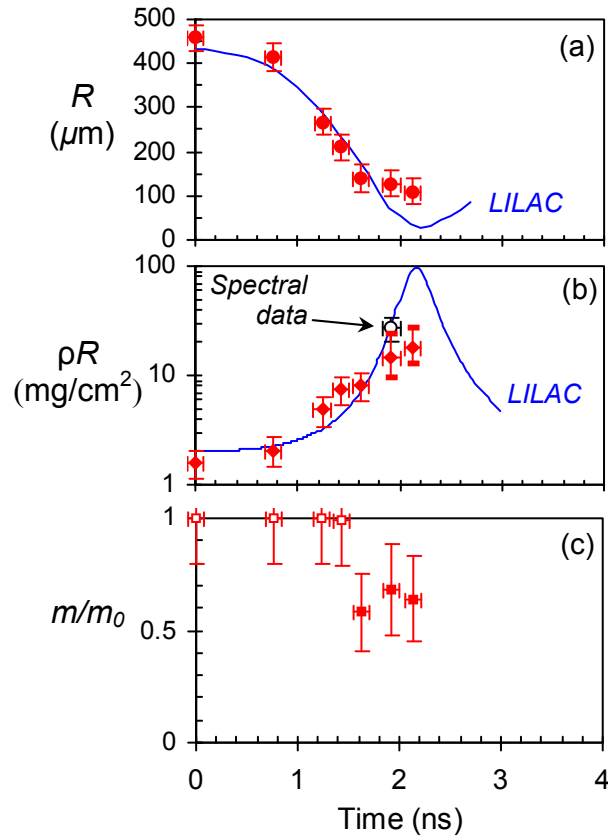 500
400
300
200
100
0
R
(µm)
(a)
LILAC
100
10
1
ρR
(mg/cm²)
(b)
Spectral
data
LILAC
1
0.5
0
m/m₀
(c)
0 1 2 3 4
Time (ns)